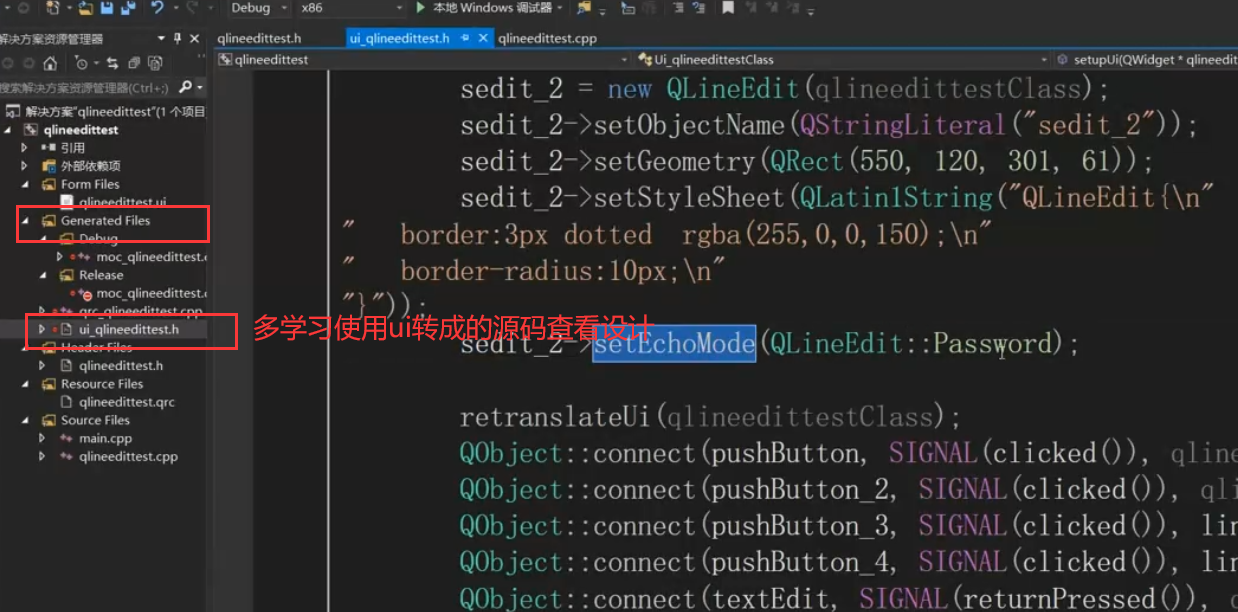 Debug x86 本地 Windows 调试器
解决方案资源管理器
qlineedittest.h ui_qlineedittest.h qlineedittest.cpp
qlineedittest Ui_qlineedittestClass setupUi(QWidget * qlineedit
搜索解决方案资源管理器(Ctrl+;)
解决方案"qlineedittest"(1 个项目
qlineedittest
引用
外部依赖项
Form Files
qlineedittest.ui
Generated Files
Debug
moc_qlineedittest.c
Release
moc_qlineedittest.c
qrc_qlineedittest.cpp
ui_qlineedittest.h
Header Files
qlineedittest.h
Resource Files
qlineedittest.qrc
Source Files
main.cpp
qlineedittest.cpp
sedit_2 = new QLineEdit(qlineedittestClass);
sedit_2->setObjectName(QStringLiteral("sedit_2"));
sedit_2->setGeometry(QRect(550, 120, 301, 61));
sedit_2->setStyleSheet(QLatin1String("QLineEdit{\n"
" border:3px dotted rgba(255,0,0,150);\n"
" border-radius:10px;\n"
"}"));
多学习使用ui转成的源码查看设计
sedit_2->setEchoMode(QLineEdit::Password);
retranslateUi(qlineedittestClass);
QObject::connect(pushButton, SIGNAL(clicked()), qline
QObject::connect(pushButton_2, SIGNAL(clicked()), qli
QObject::connect(pushButton_3, SIGNAL(clicked()), lin
QObject::connect(pushButton_4, SIGNAL(clicked()), lin
QObject::connect(textEdit, SIGNAL(returnPressed()),